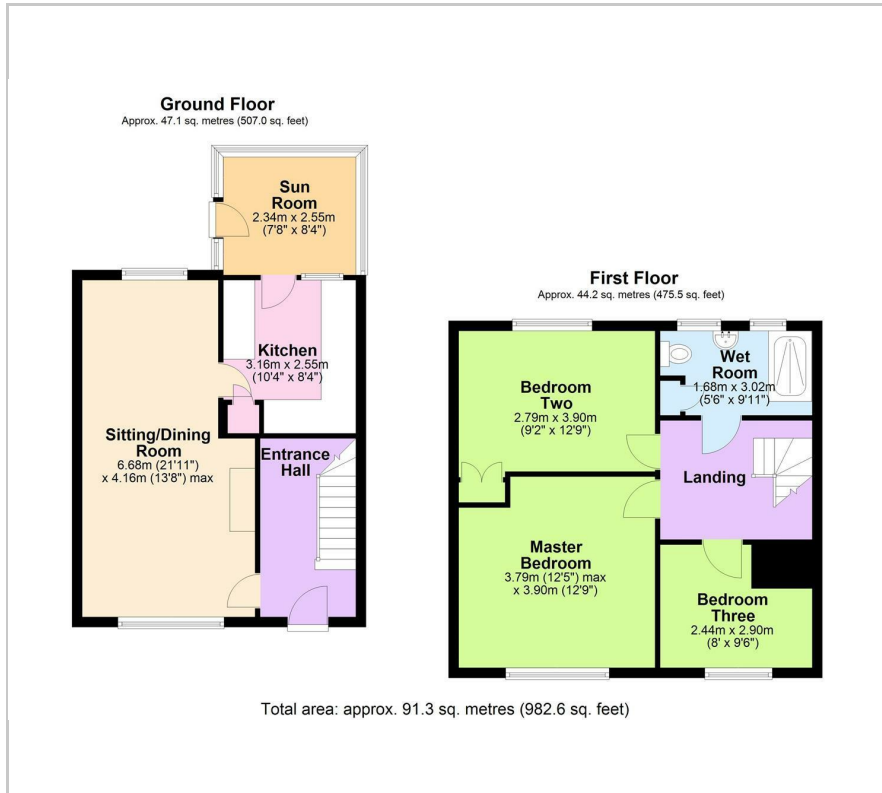 Ground Floor
Approx. 47.1 sq. metres (507.0 sq. feet)
Sun
Room
2.34m x 2.55m
(7'8" x 8'4")
Kitchen
3.16m x 2.55m
(10'4" x 8'4")
Sitting/Dining
Room
6.68m (21'11")
x 4.16m (13'8") max
Entrance
Hall
First Floor
Approx. 44.2 sq. metres (475.5 sq. feet)
Wet
Room
1.68m x 3.02m
(5'6" x 9'11")
Bedroom
Two
2.79m x 3.90m
(9'2" x 12'9")
Landing
Master
Bedroom
3.79m (12'5") max
x 3.90m (12'9")
Bedroom
Three
2.44m x 2.90m
(8' x 9'6")
Total area: approx. 91.3 sq. metres (982.6 sq. feet)